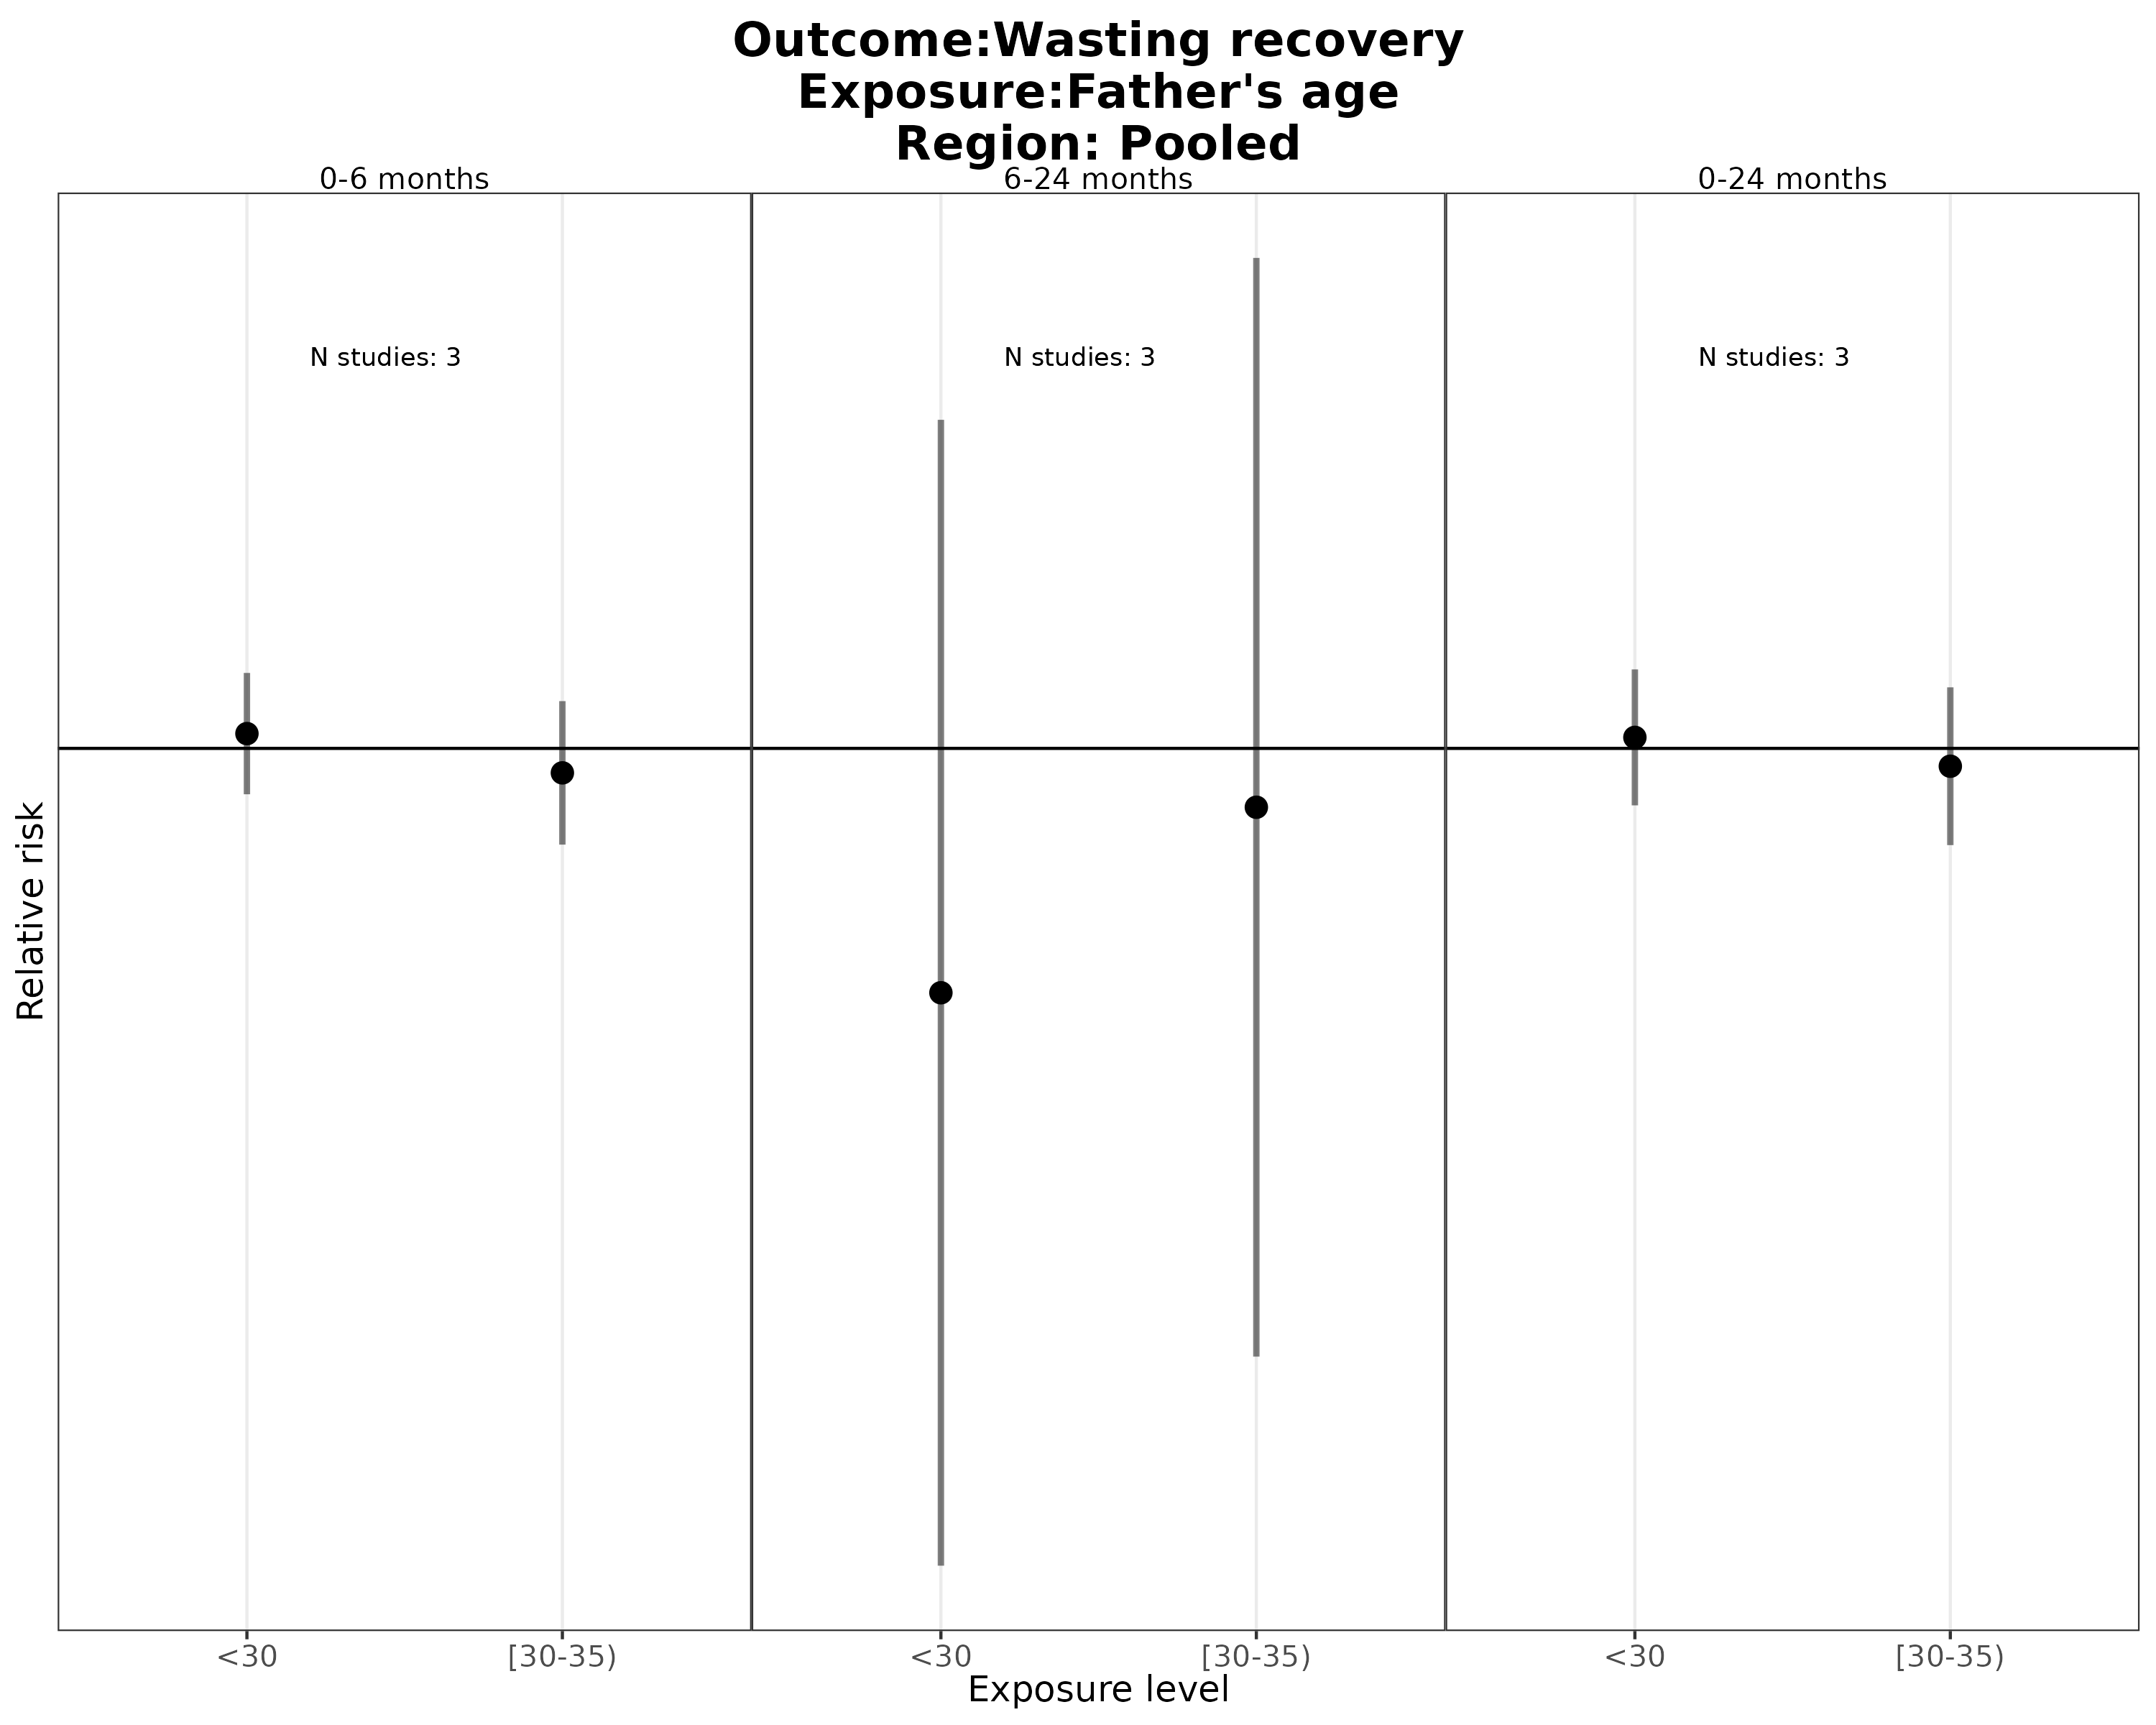 Outcome:Wasting recovery
Exposure:Father's age
Region: Pooled
0-6 months
6-24 months
0-24 months
N studies: 3
N studies: 3
N studies: 3
Relative risk
<30
[30-35)
<30
[30-35)
<30
[30-35)
Exposure level